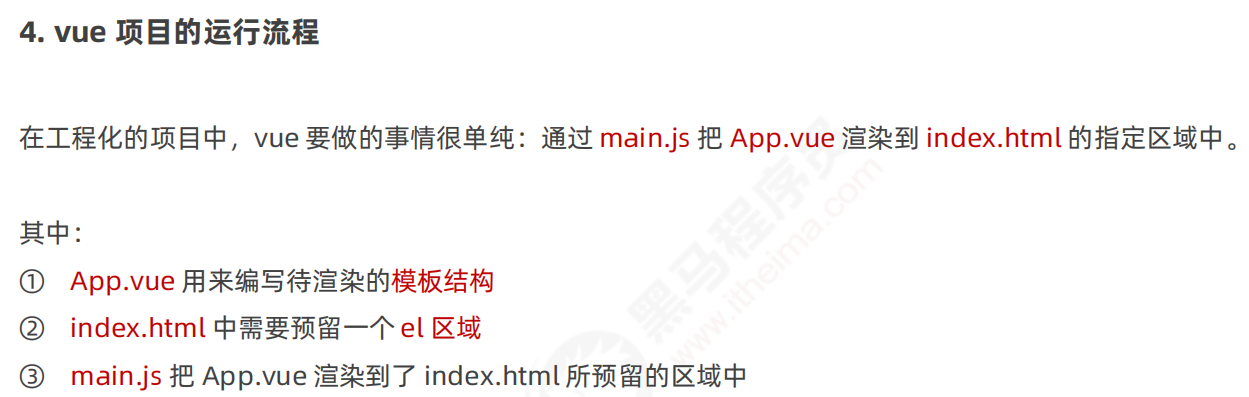 4. vue 项目的运行流程
在工程化的项目中，vue 要做的事情很单纯：通过 main.js 把 App.vue 渲染到 index.html 的指定区域中。
其中：
① App.vue 用来编写待渲染的模板结构
② index.html 中需要预留一个 el 区域
③ main.js 把 App.vue 渲染到了 index.html 所预留的区域中
黑马程序员
www.itheima.com